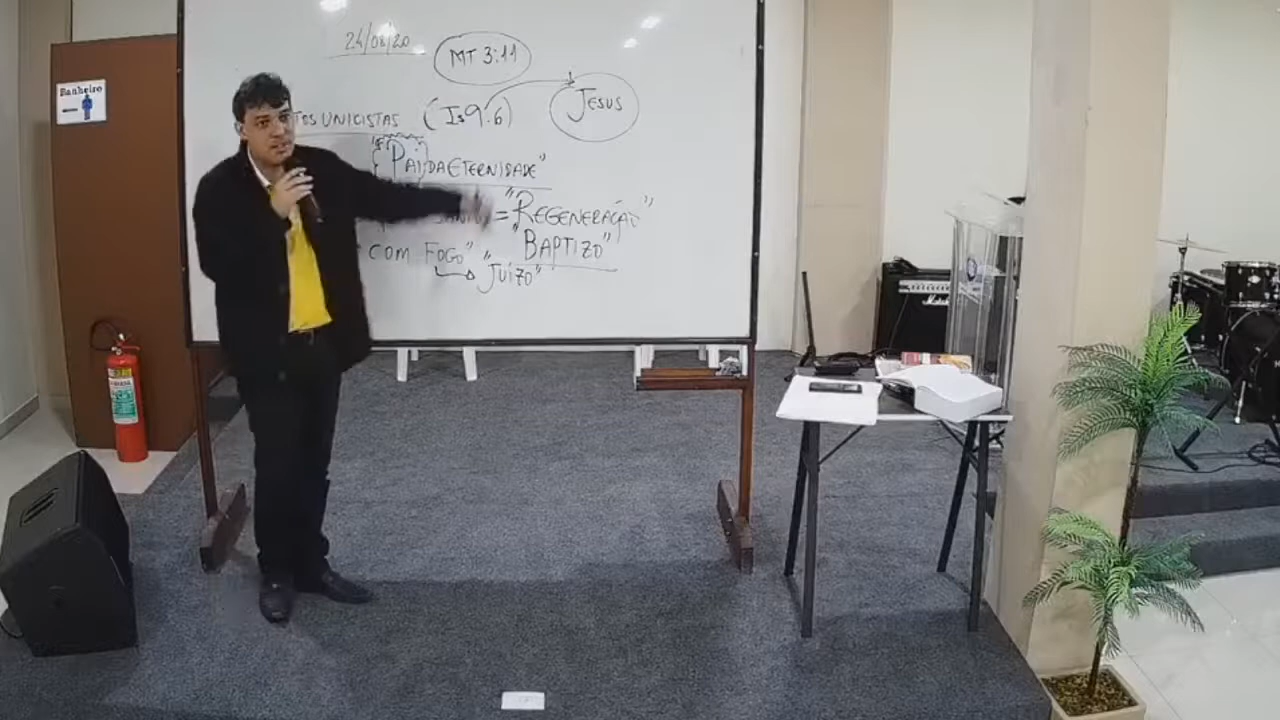 Banheiro
24/08/20
MT 3:11
TOS UNICISTAS (Is 9:6) JESUS
"PAI DA ETERNIDADE"
= "REGENERAÇÃO"
"BAPTIZO"
COM FOGO"
"JUÍZO"